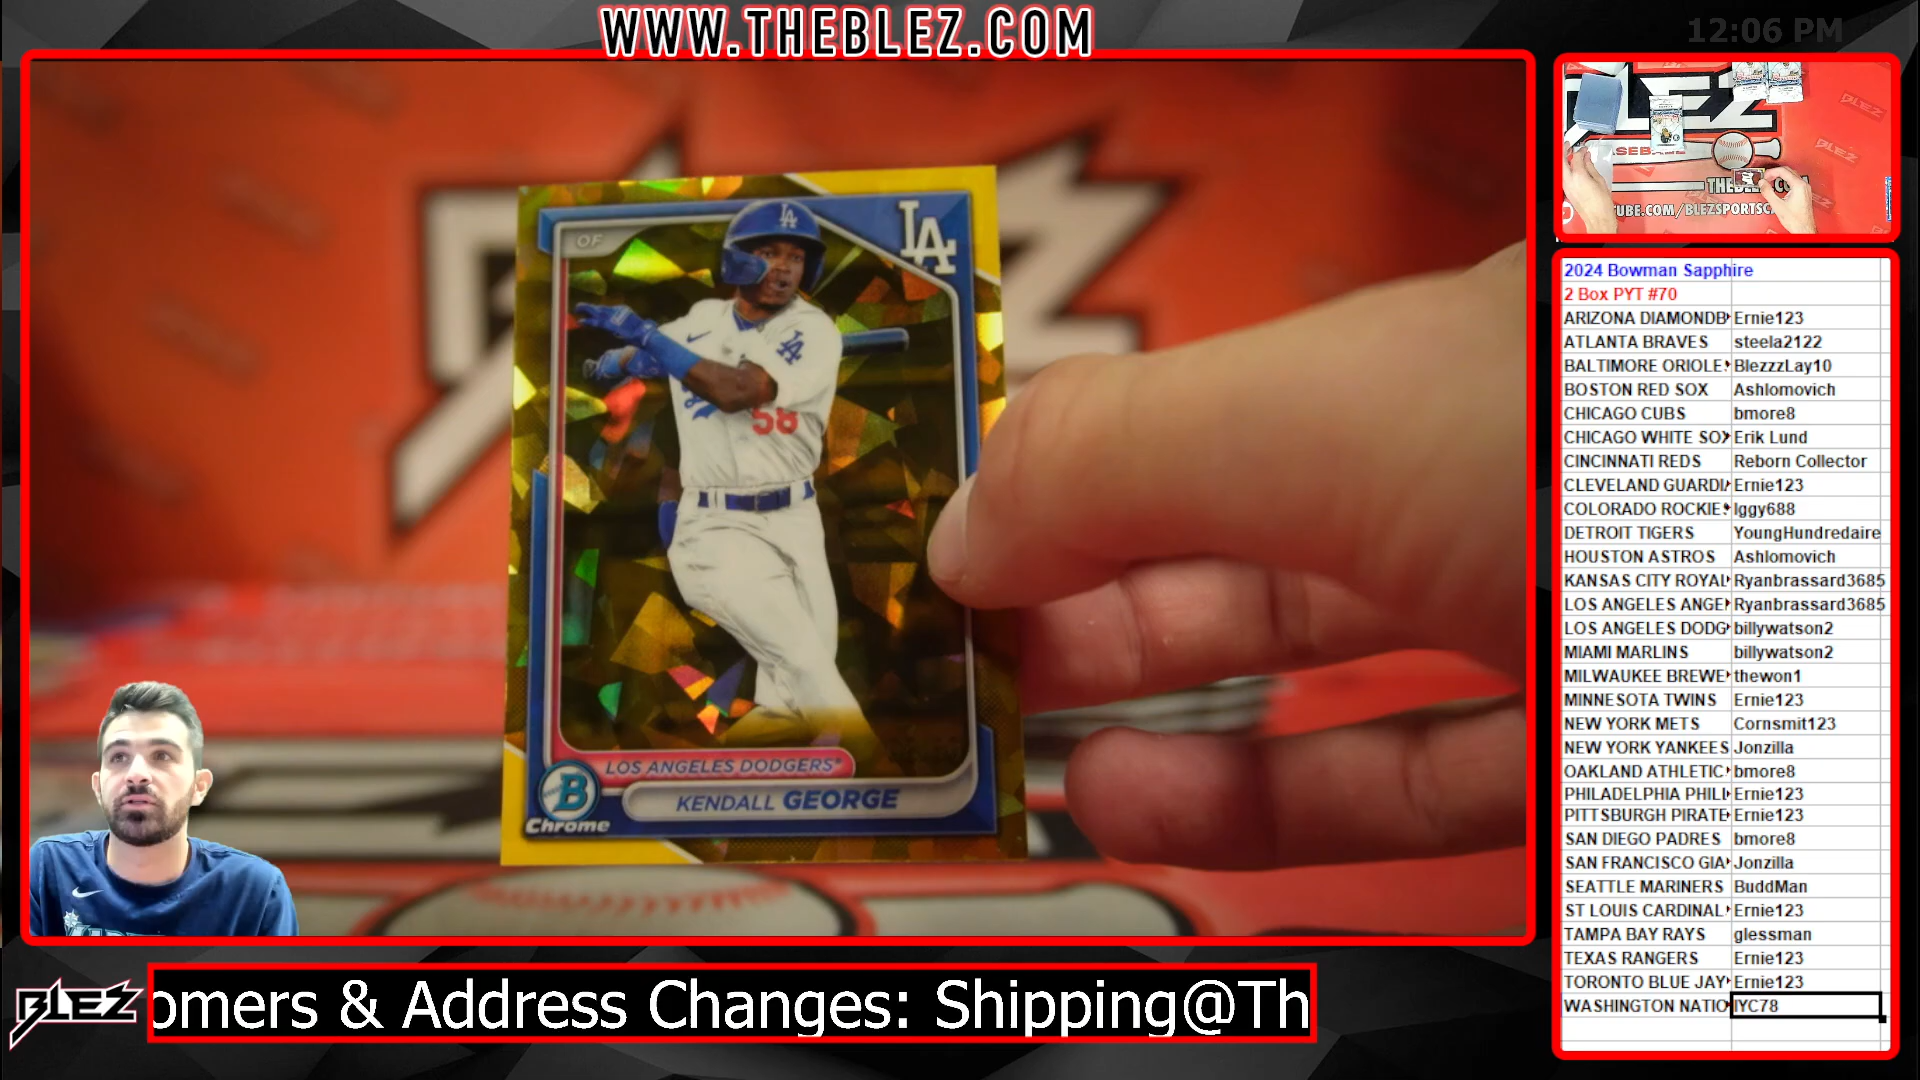 WWW.THEBLEZ.COM
12:06 PM
OF
LA
LA
LA
58
LOS ANGELES DODGERS
KENDALL GEORGE
B
Chrome
BLEZ
BLEZ
THEBLEZ
2024 Bowman Sapphire
2 Box PYT #70
ARIZONA DIAMONDB Ernie123
ATLANTA BRAVES steela2122
BALTIMORE ORIOLE BlezzzLay10
BOSTON RED SOX Ashlomovich
CHICAGO CUBS bmore8
CHICAGO WHITE SOX Erik Lund
CINCINNATI REDS Reborn Collector
CLEVELAND GUARDI Ernie123
COLORADO ROCKIE Iggy688
DETROIT TIGERS YoungHundredaire
HOUSTON ASTROS Ashlomovich
KANSAS CITY ROYAL Ryanbrassard3685
LOS ANGELES ANGE Ryanbrassard3685
LOS ANGELES DODG billywatson2
MIAMI MARLINS billywatson2
MILWAUKEE BREWE thewon1
MINNESOTA TWINS Ernie123
NEW YORK METS Cornsmit123
NEW YORK YANKEES Jonzilla
OAKLAND ATHLETIC bmore8
PHILADELPHIA PHILL Ernie123
PITTSBURGH PIRATE Ernie123
SAN DIEGO PADRES bmore8
SAN FRANCISCO GIA Jonzilla
SEATTLE MARINERS BuddMan
ST LOUIS CARDINAL Ernie123
TAMPA BAY RAYS glessman
TEXAS RANGERS Ernie123
TORONTO BLUE JAY Ernie123
WASHINGTON NATIO IYC78
BLEZ
omers & Address Changes: Shipping@Th